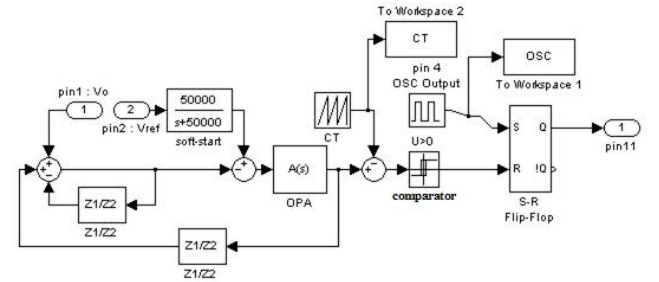 To Workspace 2
CT
pin 4
OSC Output
OSC
To Workspace 1
pin1 : Vo
1
2
pin2 : Vref
50000
s+50000
soft-start
CT
U>0
comparator
A(s)
OPA
S Q
R !Q
S-R
Flip-Flop
1
pin11
Z1/Z2
Z1/Z2
Z1/Z2
Z1/Z2